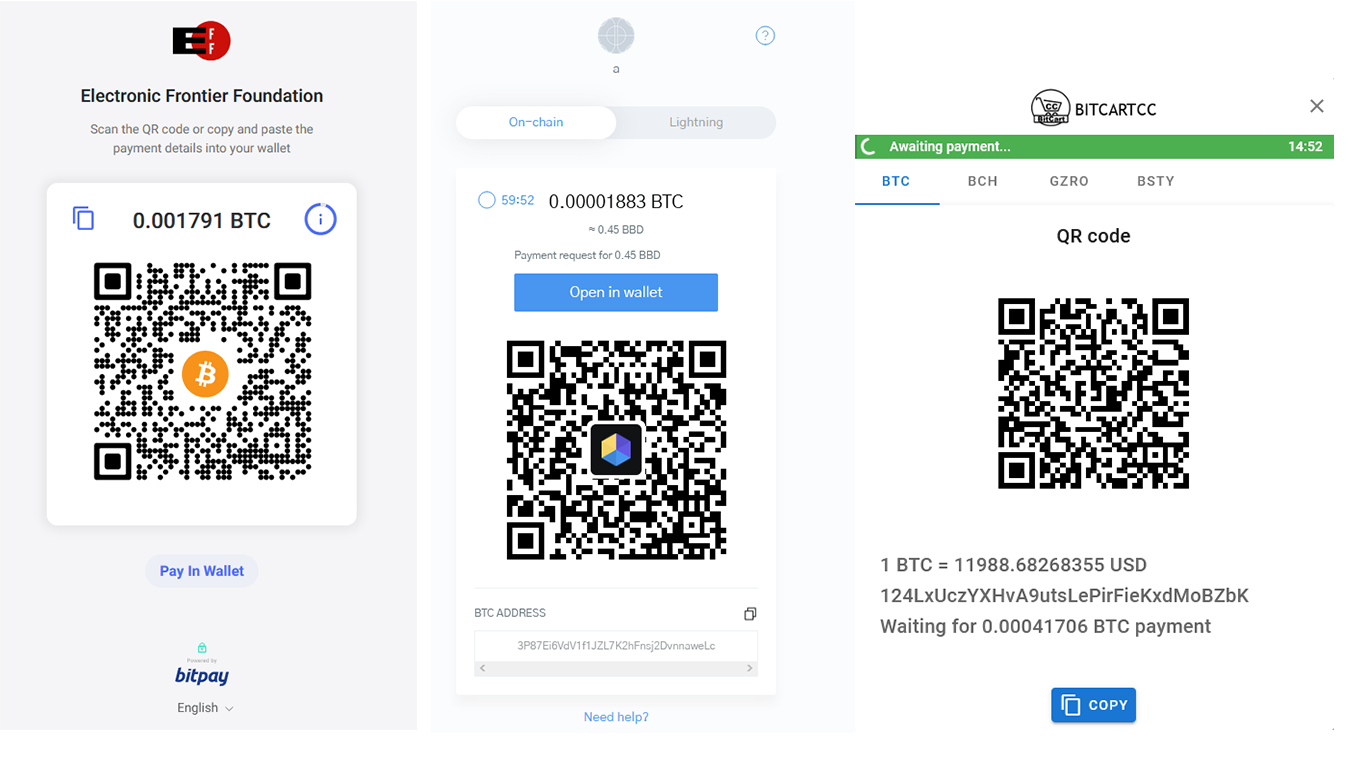 EFF
Electronic Frontier Foundation
Scan the QR code or copy and paste the
payment details into your wallet
0.001791 BTC
Pay In Wallet
Powered by
bitpay
English
a
On-chain
Lightning
59:52
0.00001883 BTC
≈ 0.45 BBD
Payment request for 0.45 BBD
Open in wallet
BTC ADDRESS
3P87Ei6VdV1f1JZL7K2hFnsj2DvnnaweLc
Need help?
CC
BitCart
BITCARTCC
Awaiting payment...
14:52
BTC
BCH
GZRO
BSTY
QR code
1 BTC = 11988.68268355 USD
124LxUczYXHvA9utsLePirFieKxdMoBZbK
Waiting for 0.00041706 BTC payment
COPY